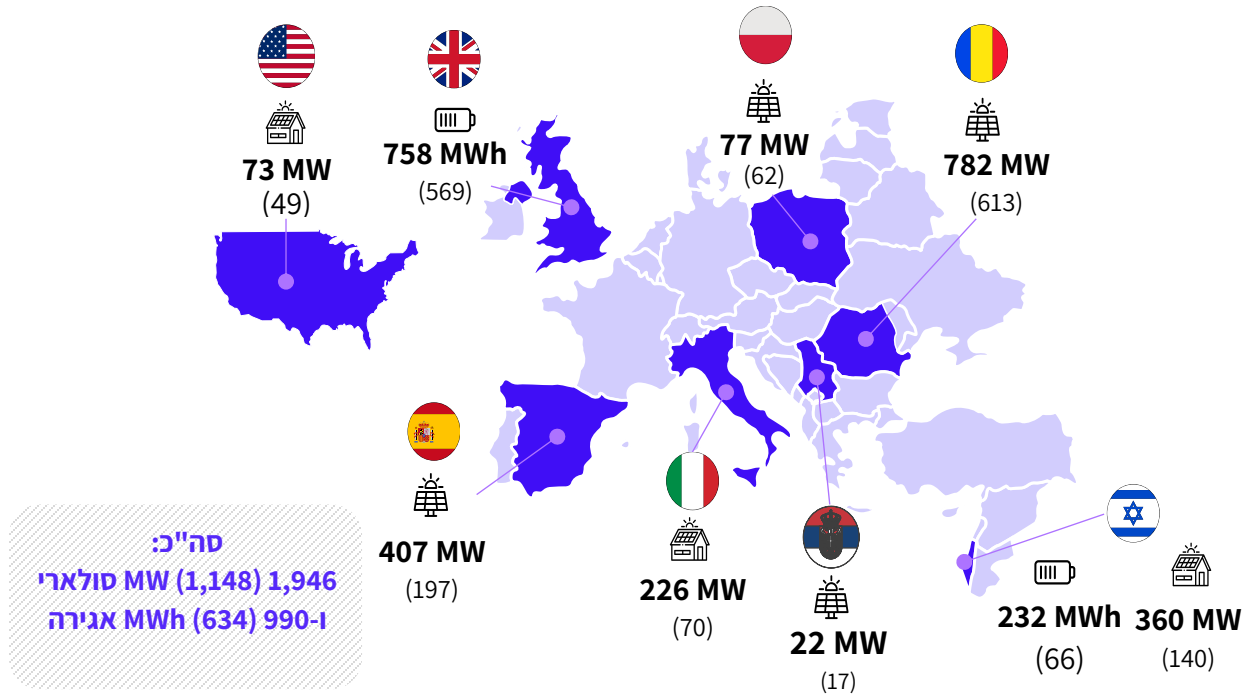 73 MW
(49)
758 MWh
(569)
77 MW
(62)
782 MW
(613)
407 MW
(197)
226 MW
(70)
22 MW
(17)
232 MWh
(66)
360 MW
(140)
סה"כ:
1,946 MW (1,148) סולארי
ו-990 MWh (634) אגירה